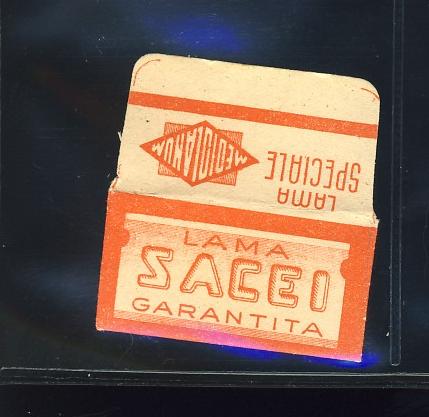 LAMA
SPECIALE
MEDIOLANUM
LAMA
SACEI
GARANTITA